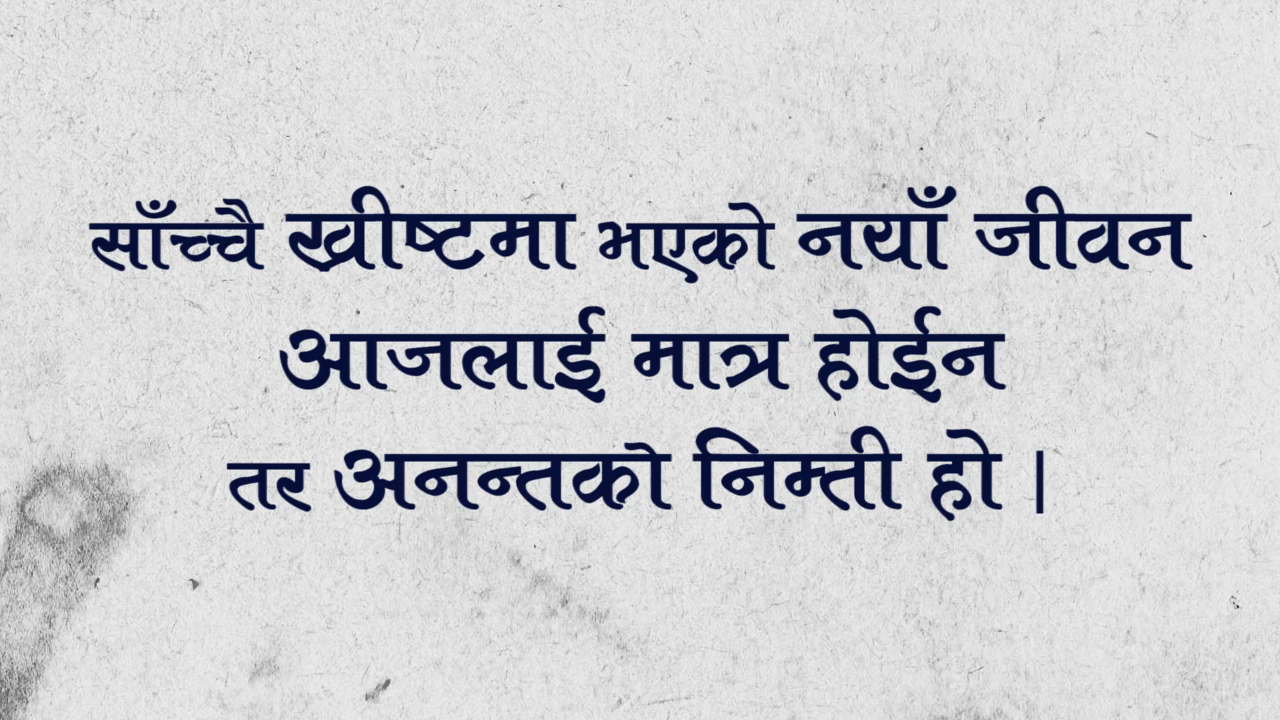 साँच्चै ख्रीष्टमा भएको नयाँ जीवन
आजलाई मात्र होईन
तर अनन्तको निम्ती हो |